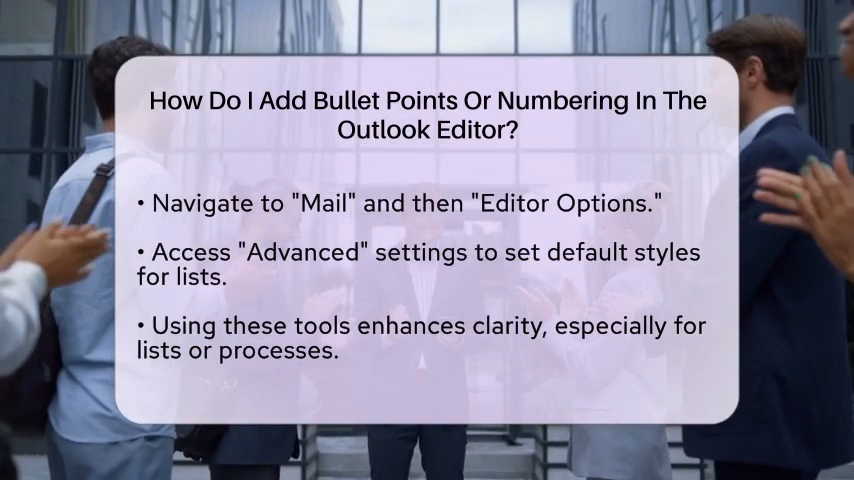 How Do I Add Bullet Points Or Numbering In The
Outlook Editor?
• Navigate to "Mail" and then "Editor Options."
• Access "Advanced" settings to set default styles
for lists.
• Using these tools enhances clarity, especially for
lists or processes.